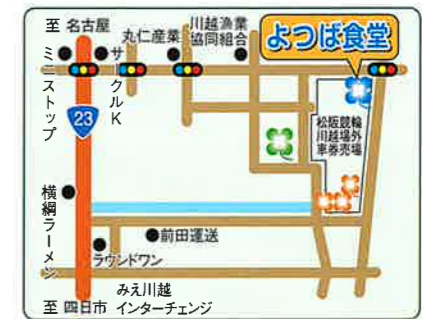 至 名古屋
ミニストップ
サークルK
丸仁産業
川越漁業
協同組合
よつば食堂
23
松阪競輪
川越場外
車券売場
横綱ラーメン
前田運送
ラウンドワン
みえ川越
インターチェンジ
至 四日市